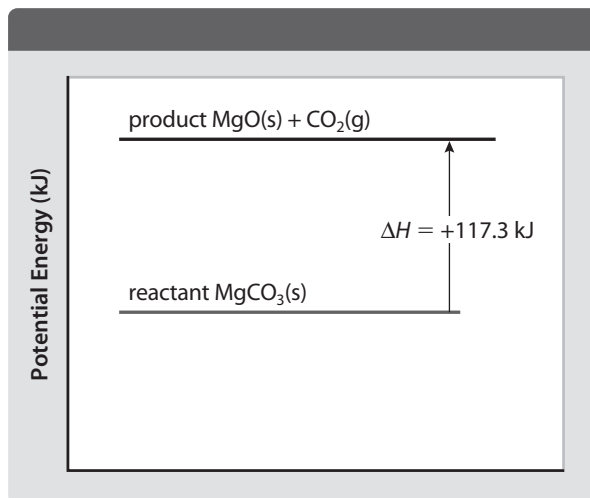 Potential Energy (kJ)
product MgO(s) + CO₂(g)
ΔH = +117.3 kJ
reactant MgCO₃(s)